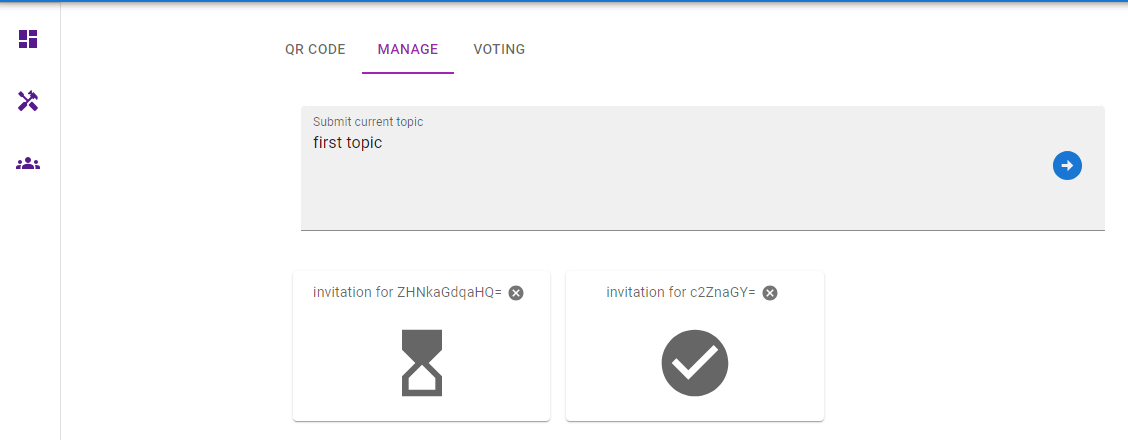 QR CODE MANAGE VOTING
Submit current topic
first topic
invitation for ZHNkaGdqaHQ=
invitation for c2ZnaGY=